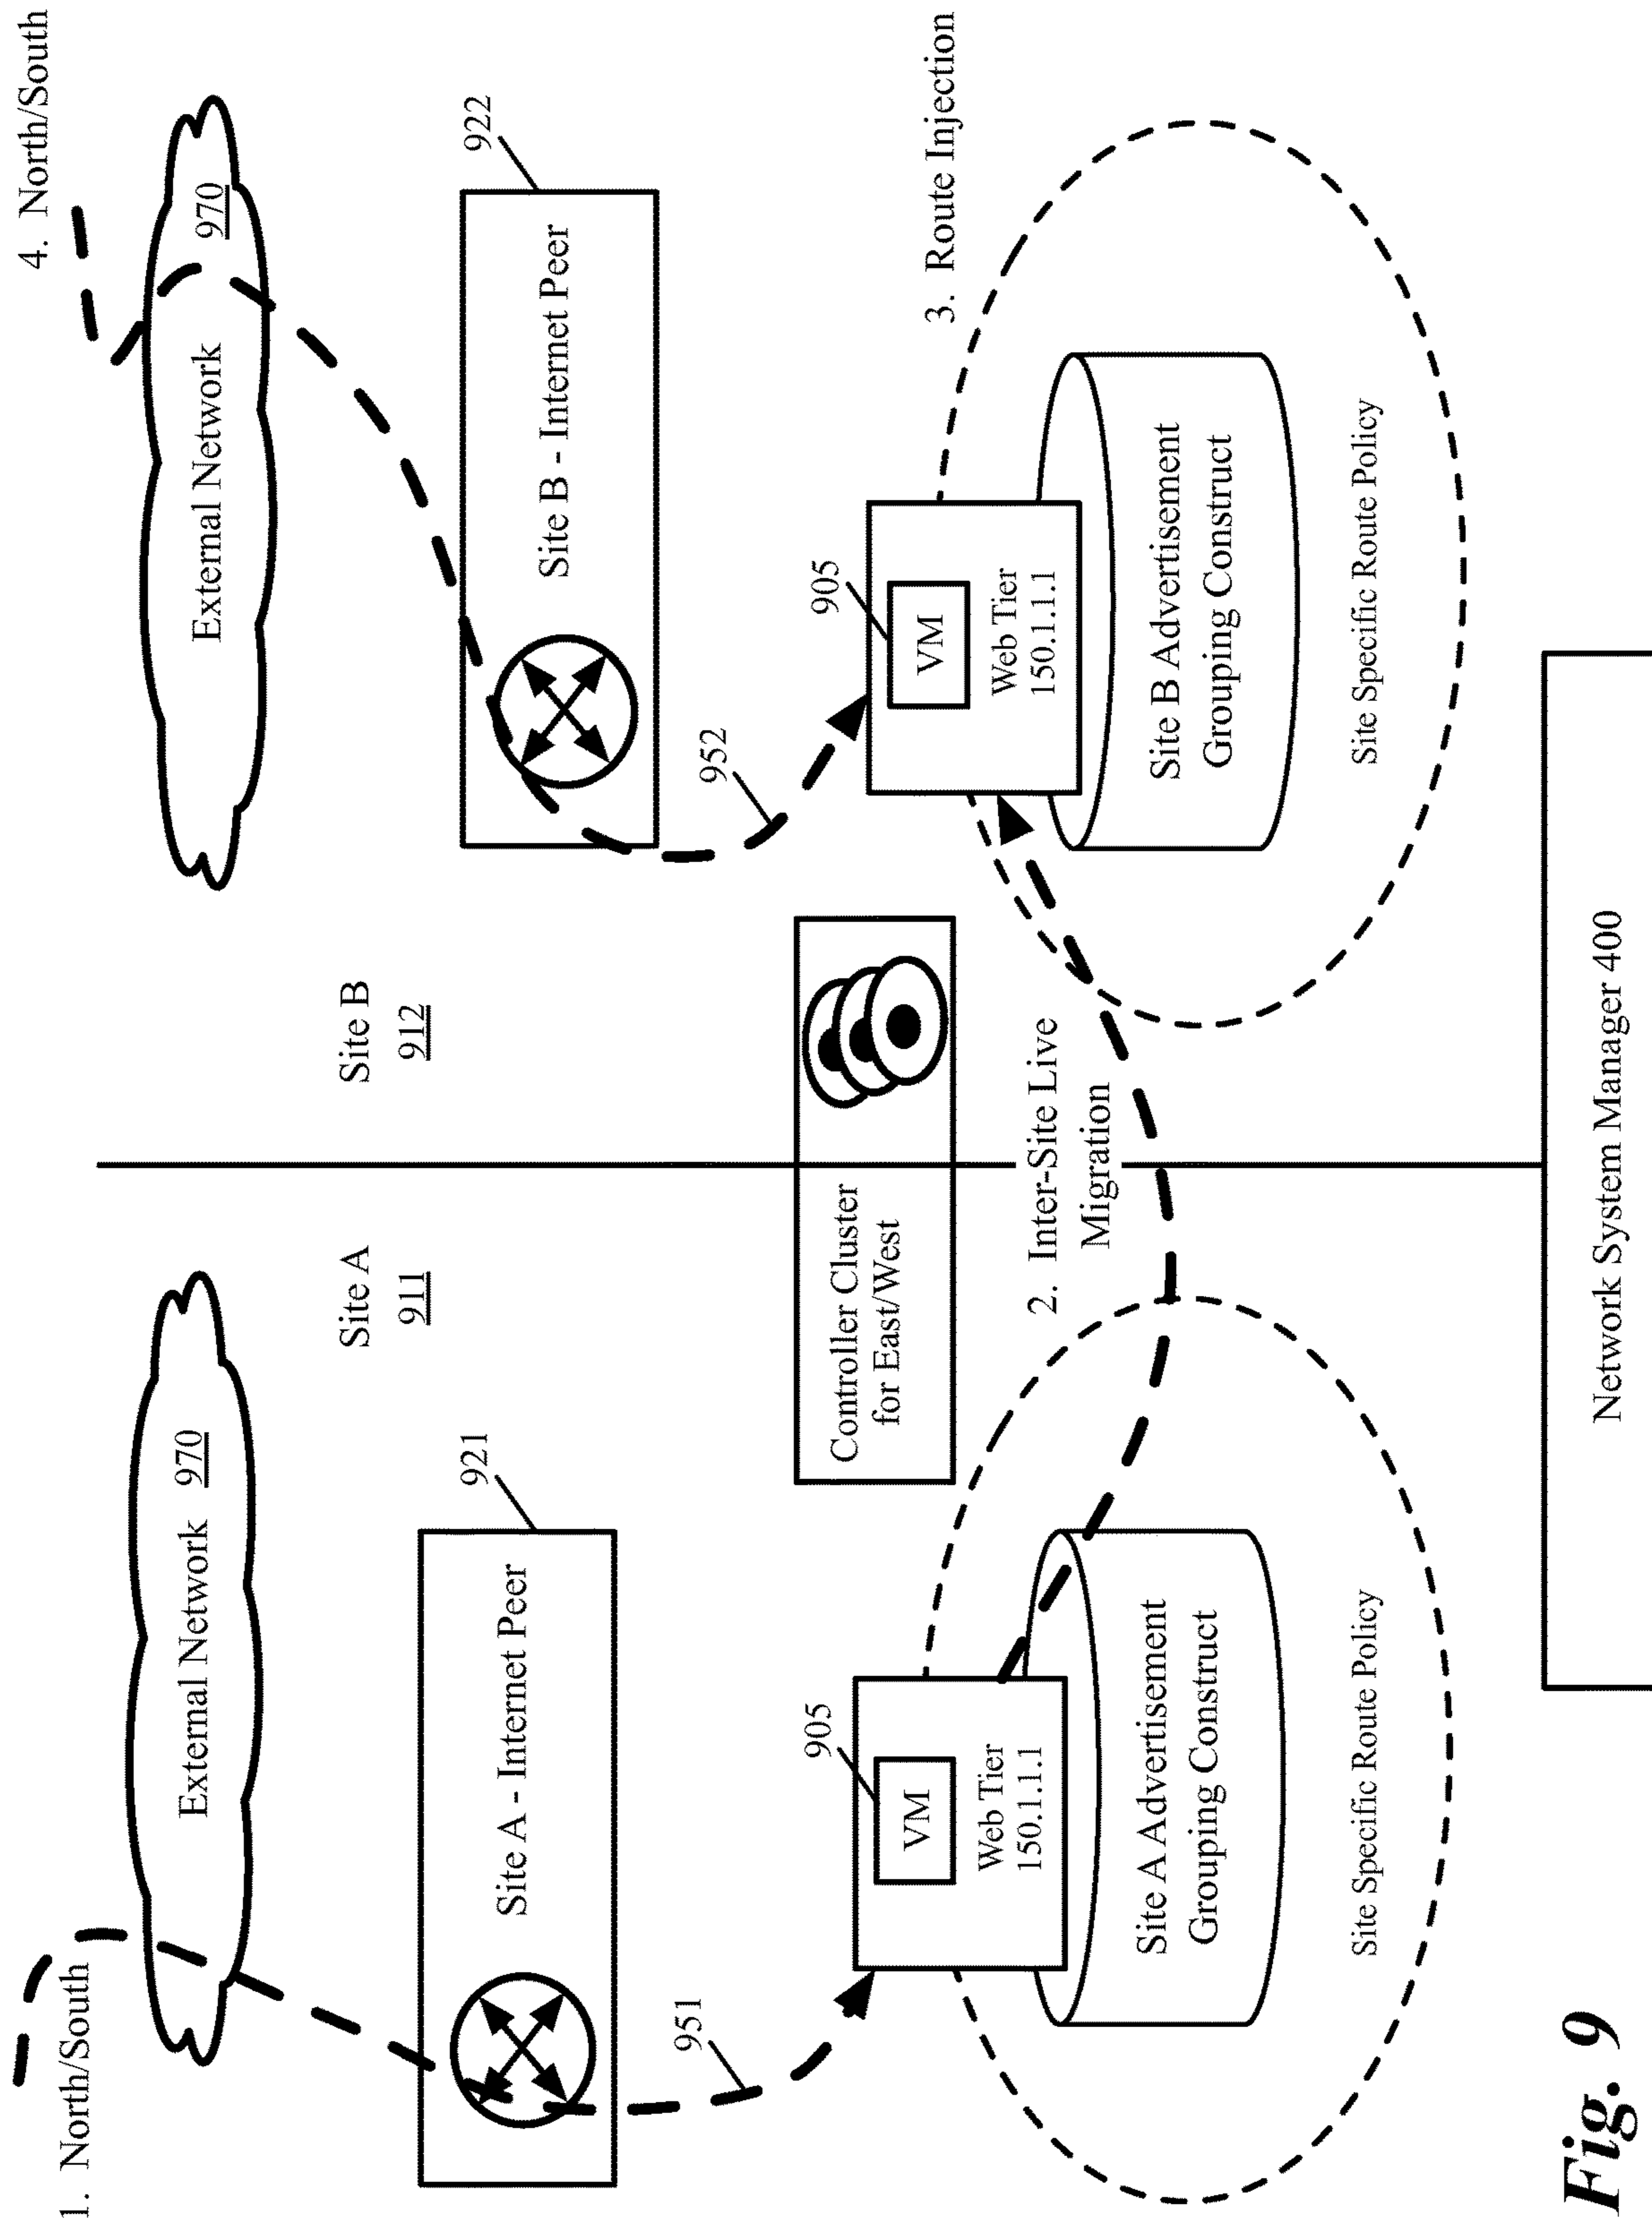 1. North/South
4. North/South
External Network 970
External Network
970
Site A
911
Site B
912
921
Site A - Internet Peer
922
Site B - Internet Peer
951
952
Controller Cluster
for East/West
905
VM
Web Tier
150.1.1.1
905
VM
Web Tier
150.1.1.1
2. Inter-Site Live
Migration
3. Route Injection
Site A Advertisement
Grouping Construct
Site B Advertisement
Grouping Construct
Site Specific Route Policy
Site Specific Route Policy
Network System Manager 400
Fig. 9